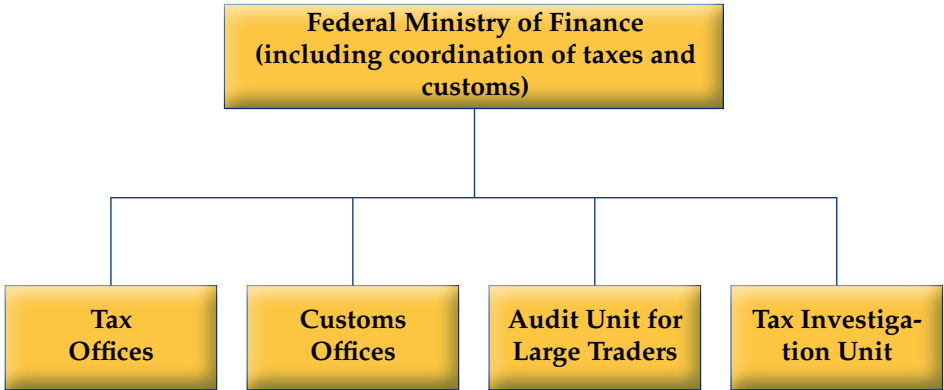 Federal Ministry of Finance
(including coordination of taxes and
customs)
Tax
Offices
Customs
Offices
Audit Unit for
Large Traders
Tax Investiga-
tion Unit